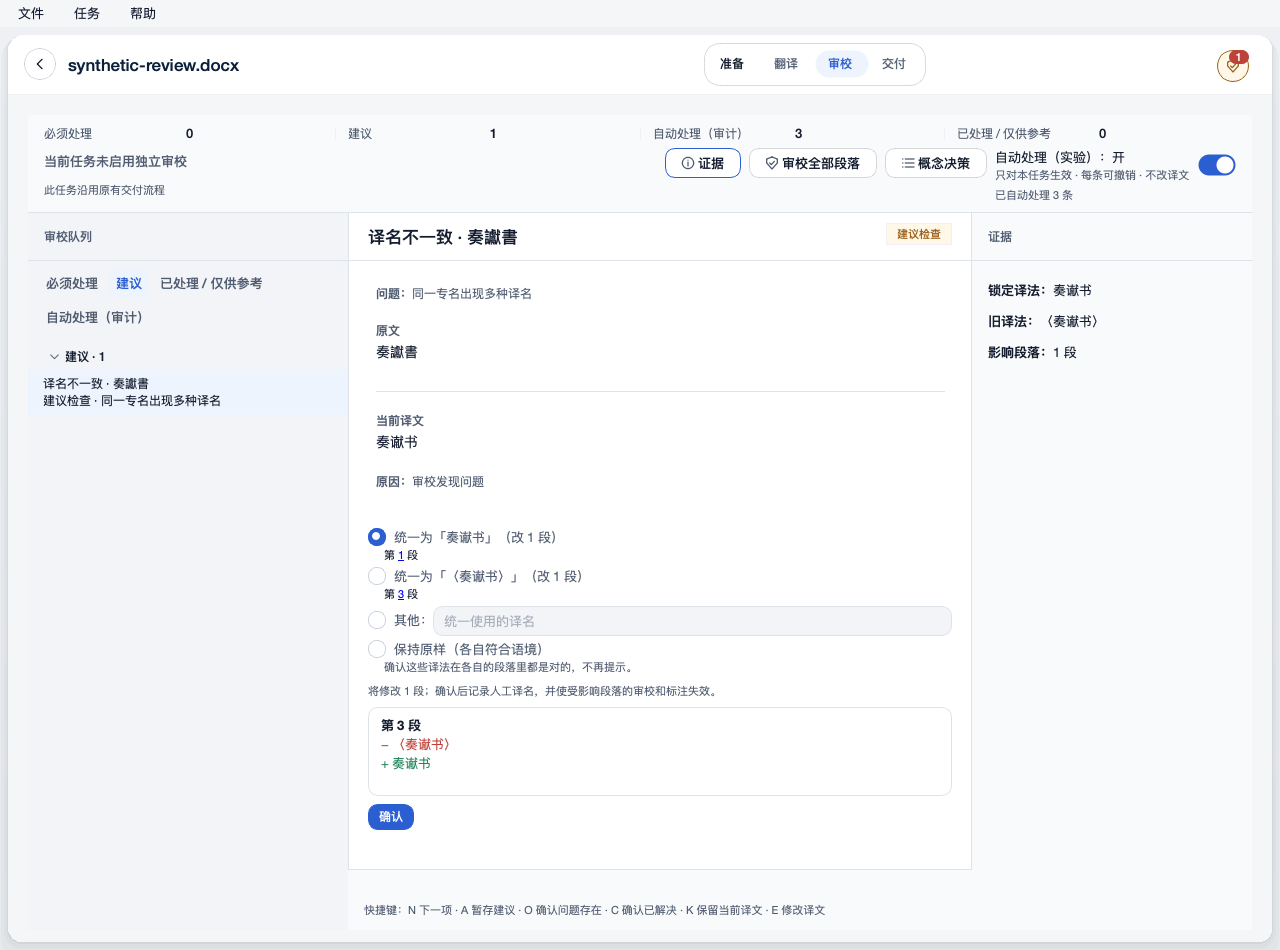 文件 任务 帮助
synthetic-review.docx
准备 翻译 审校 交付
1
必须处理 0 建议 1 自动处理（审计） 3 已处理 / 仅供参考 0
当前任务未启用独立审校
此任务沿用原有交付流程
证据 审校全部段落 概念决策
自动处理（实验）：开
只对本任务生效 · 每条可撤销 · 不改译文
已自动处理 3 条
审校队列
必须处理 建议 已处理 / 仅供参考
自动处理（审计）
建议 · 1
译名不一致 · 奏讞書
建议检查 · 同一专名出现多种译名
译名不一致 · 奏讞書
建议检查
问题： 同一专名出现多种译名
原文
奏讞書
当前译文
奏谳书
原因： 审校发现问题
统一为「奏谳书」（改 1 段）
第 1 段
统一为「〈奏谳书〉」（改 1 段）
第 3 段
其他： 统一使用的译名
保持原样（各自符合语境）
确认这些译法在各自的段落里都是对的，不再提示。
将修改 1 段；确认后记录人工译名，并使受影响段落的审校和标注失效。
第 3 段
− 〈奏谳书〉
+ 奏谳书
确认
证据
锁定译法： 奏谳书
旧译法： 〈奏谳书〉
影响段落： 1 段
快捷键： N 下一项 · A 暂存建议 · O 确认问题存在 · C 确认已解决 · K 保留当前译文 · E 修改译文